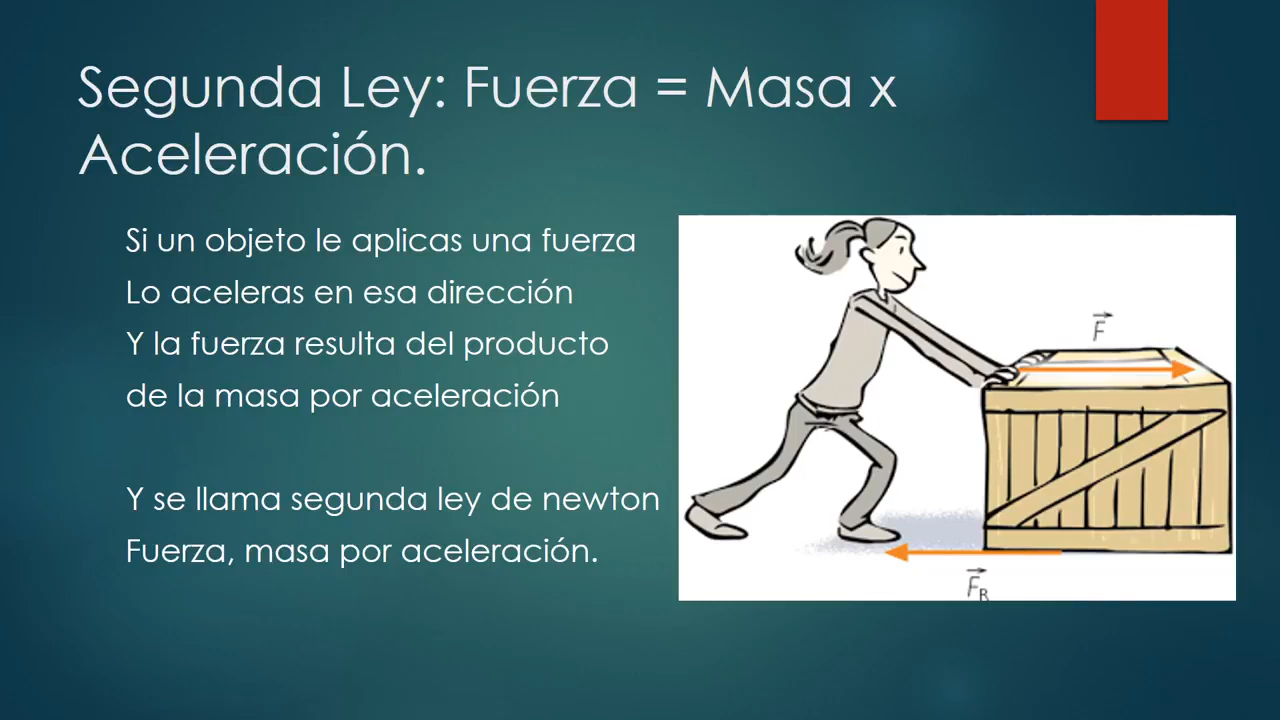 Segunda Ley: Fuerza = Masa x
Aceleración.
Si un objeto le aplicas una fuerza
Lo aceleras en esa dirección
Y la fuerza resulta del producto
de la masa por aceleración
Y se llama segunda ley de newton
Fuerza, masa por aceleración.
F
F_R